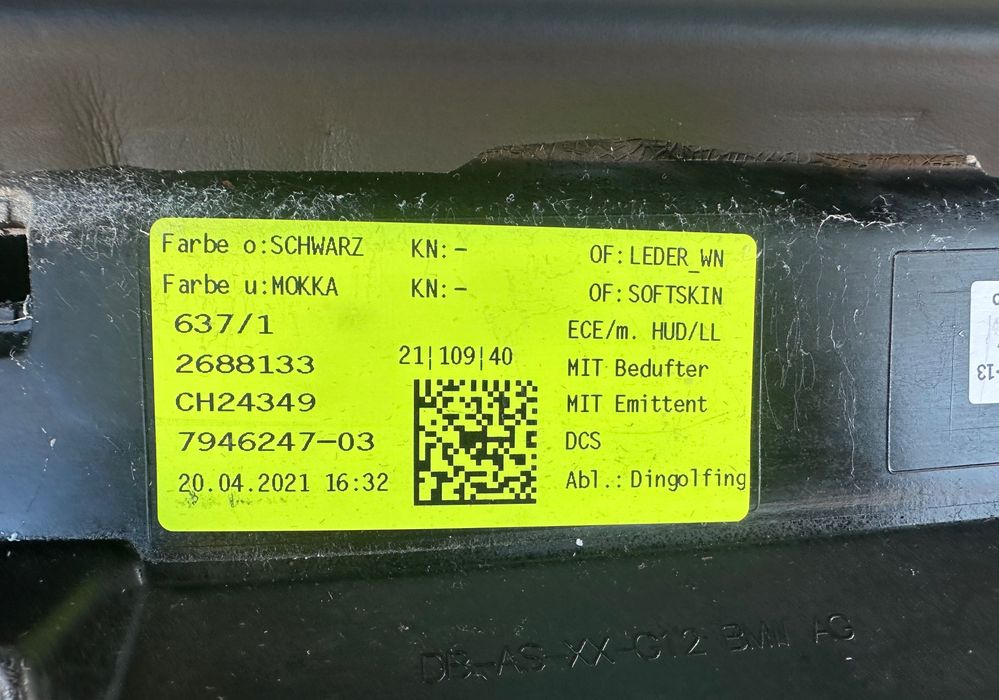 Farbe o:SCHWARZ KN:- OF:LEDER_WN
Farbe u:MOKKA KN:- OF:SOFTSKIN
637/1 ECE/m. HUD/LL
2688133 21|109|40 MIT Bedufter
CH24349 MIT Emittent
7946247-03 DCS
20.04.2021 16:32 Abl.:Dingolfing
-13
DB-AS XX-G12 BMW AG